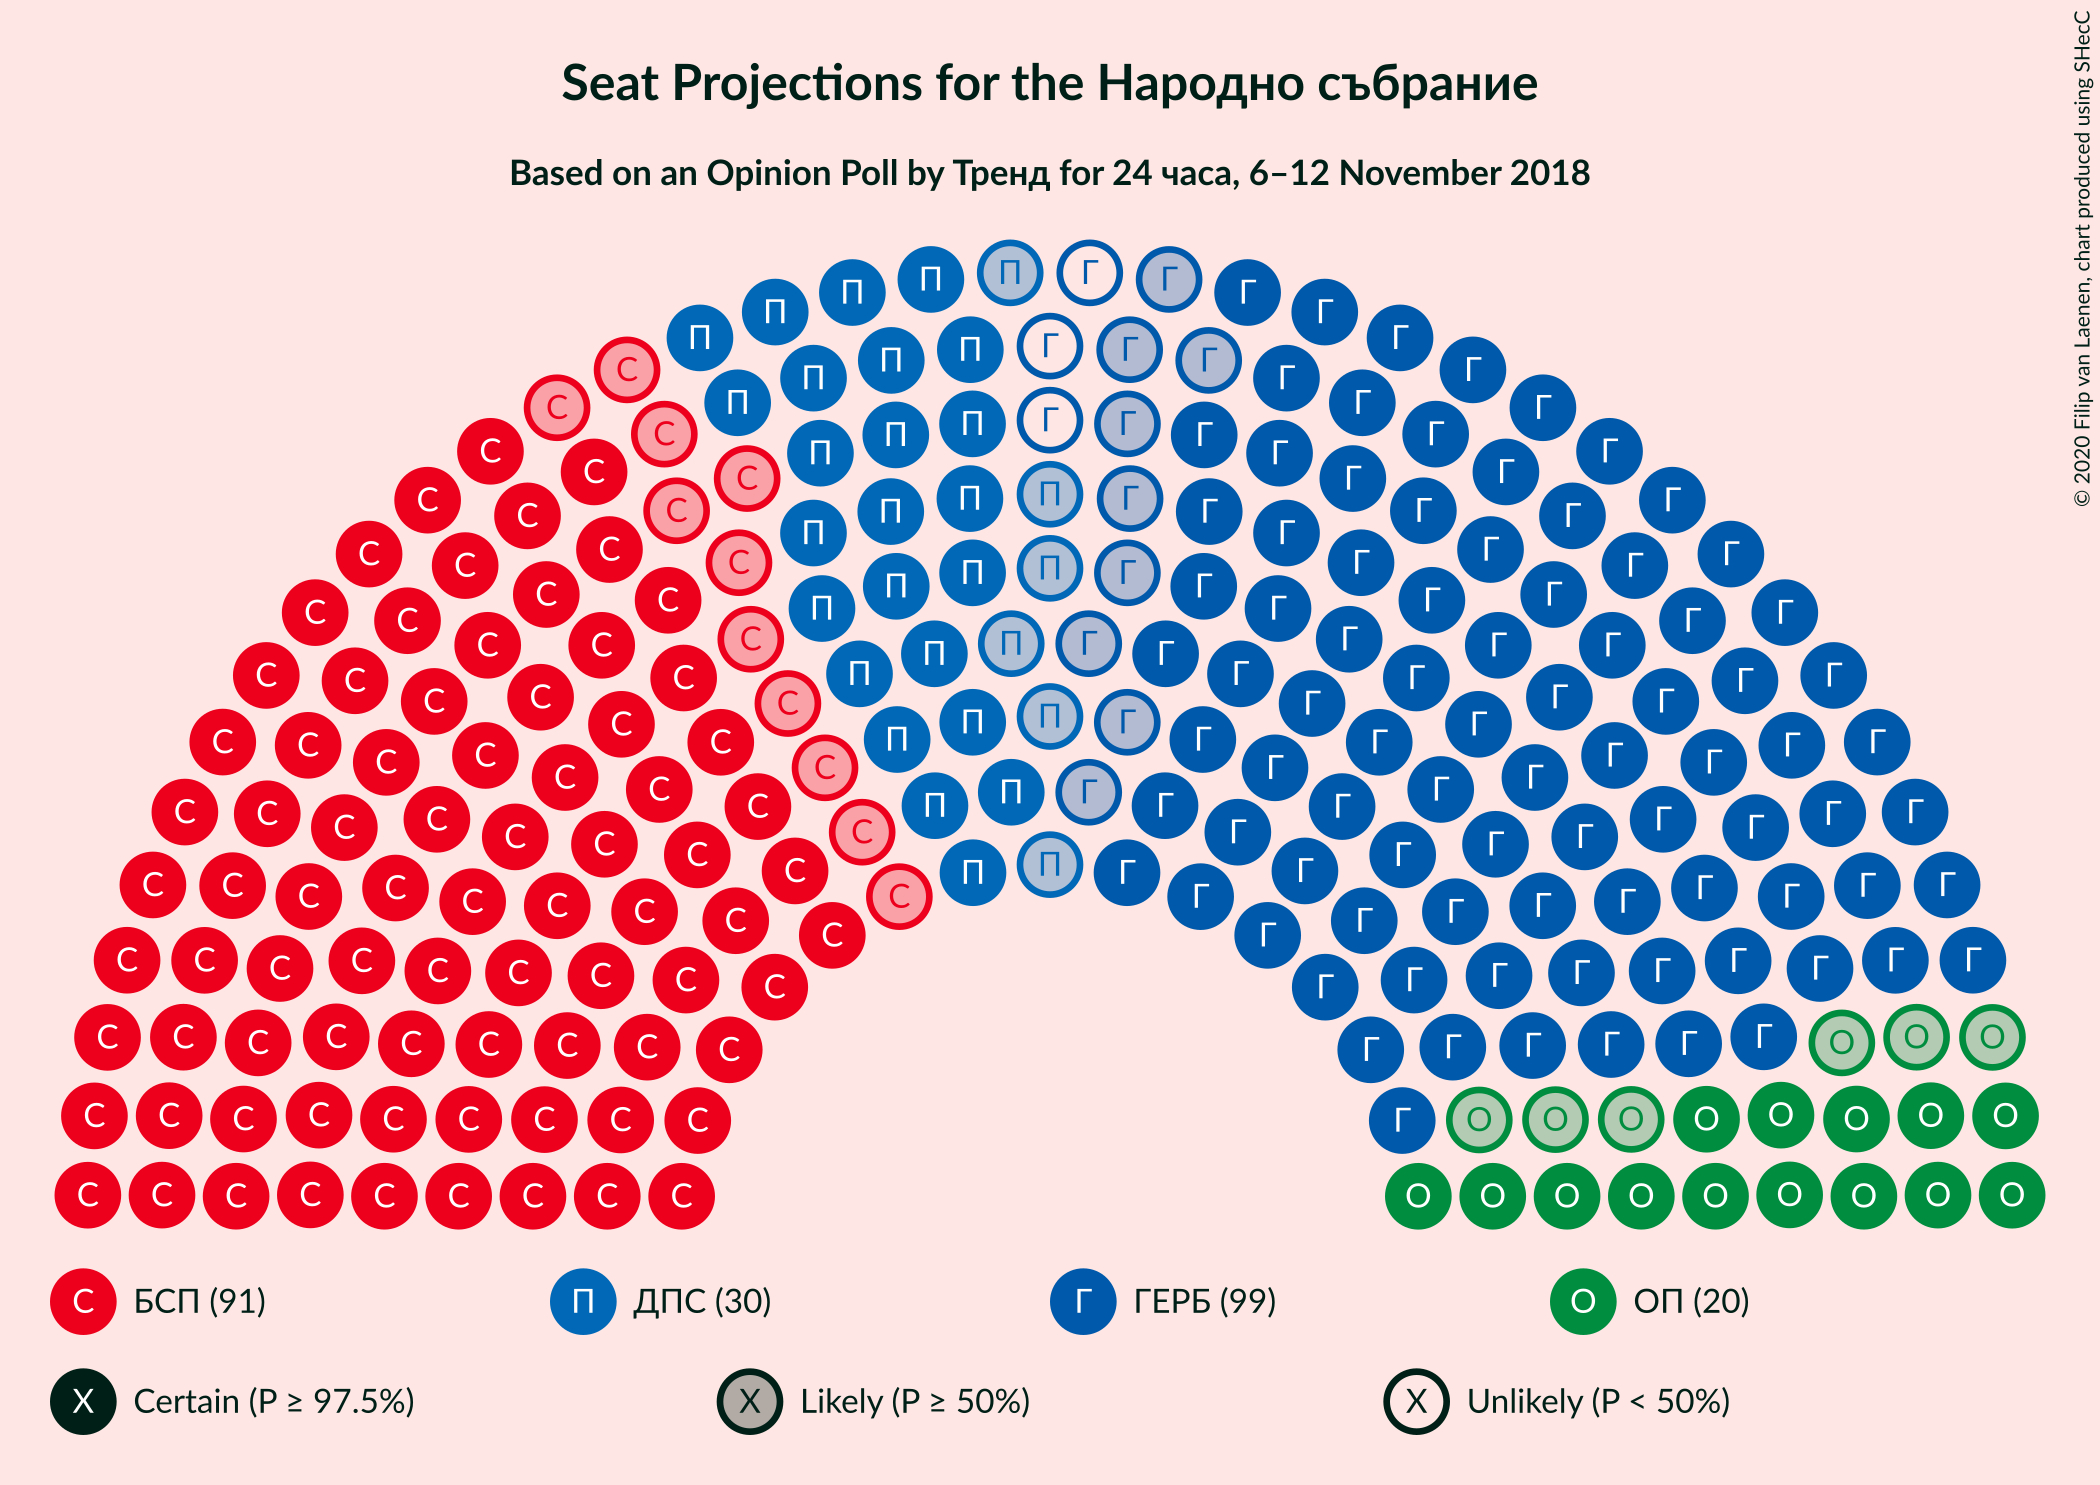 Seat Projections for the Народно събрание
Based on an Opinion Poll by Тренд for 24 часа, 6–12 November 2018
© 2020 Filip van Laenen, chart produced using SHecC
С БСП (91)
П ДПС (30)
Г ГЕРБ (99)
О ОП (20)
X Certain (P ≥ 97.5%)
X Likely (P ≥ 50%)
X Unlikely (P < 50%)